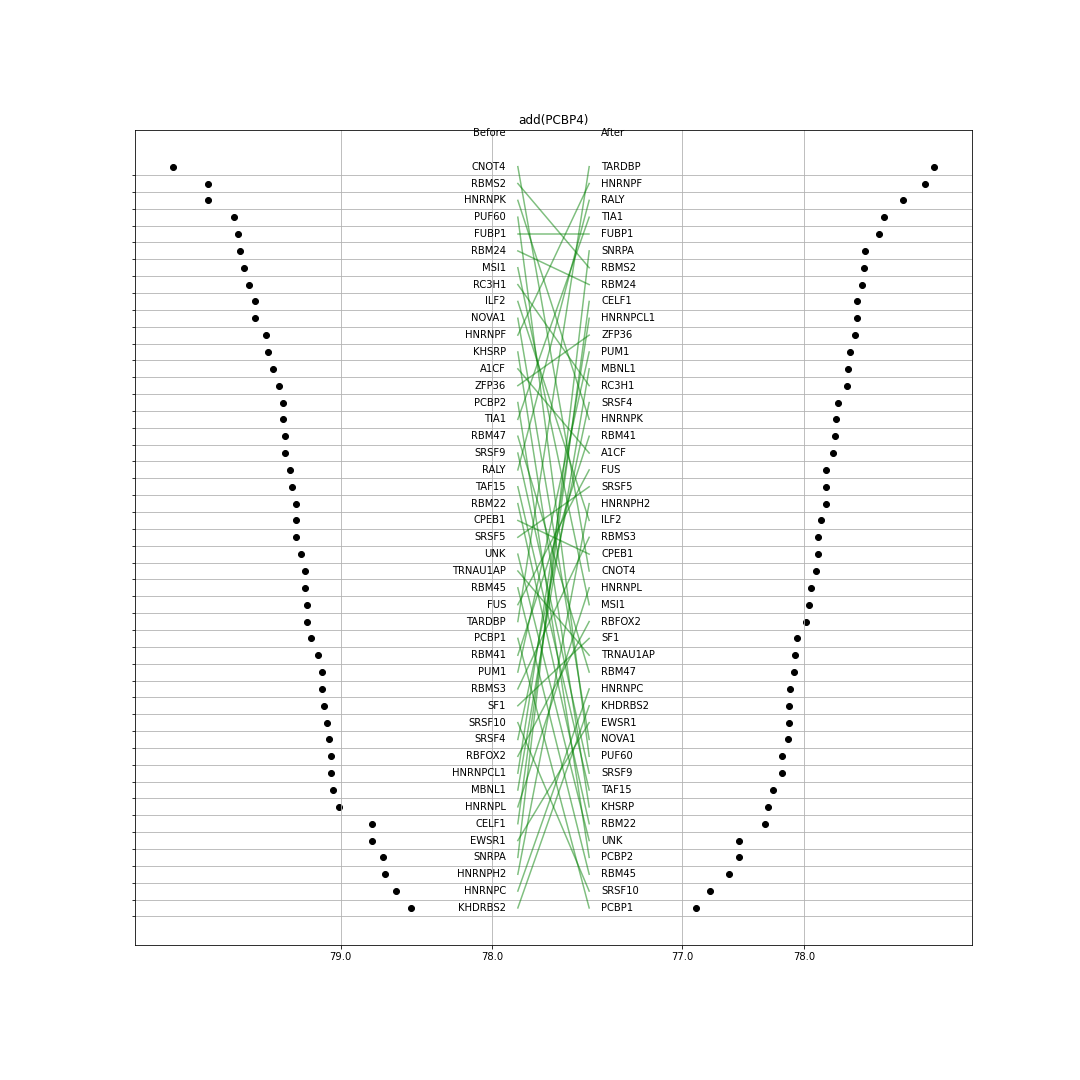 add(PCBP4)
Before After
CNOT4 TARDBP
RBMS2 HNRNPF
HNRNPK RALY
PUF60 TIA1
FUBP1 FUBP1
RBM24 SNRPA
MSI1 RBMS2
RC3H1 RBM24
ILF2 CELF1
NOVA1 HNRNPCL1
HNRNPF ZFP36
KHSRP PUM1
A1CF MBNL1
ZFP36 RC3H1
PCBP2 SRSF4
TIA1 HNRNPK
RBM47 RBM41
SRSF9 A1CF
RALY FUS
TAF15 SRSF5
RBM22 HNRNPH2
CPEB1 ILF2
SRSF5 RBMS3
UNK CPEB1
TRNAU1AP CNOT4
RBM45 HNRNPL
FUS MSI1
TARDBP RBFOX2
PCBP1 SF1
RBM41 TRNAU1AP
PUM1 RBM47
RBMS3 HNRNPC
SF1 KHDRBS2
SRSF10 EWSR1
SRSF4 NOVA1
RBFOX2 PUF60
HNRNPCL1 SRSF9
MBNL1 TAF15
HNRNPL KHSRP
CELF1 RBM22
EWSR1 UNK
SNRPA PCBP2
HNRNPH2 RBM45
HNRNPC SRSF10
KHDRBS2 PCBP1
79.0 78.0 77.0 78.0